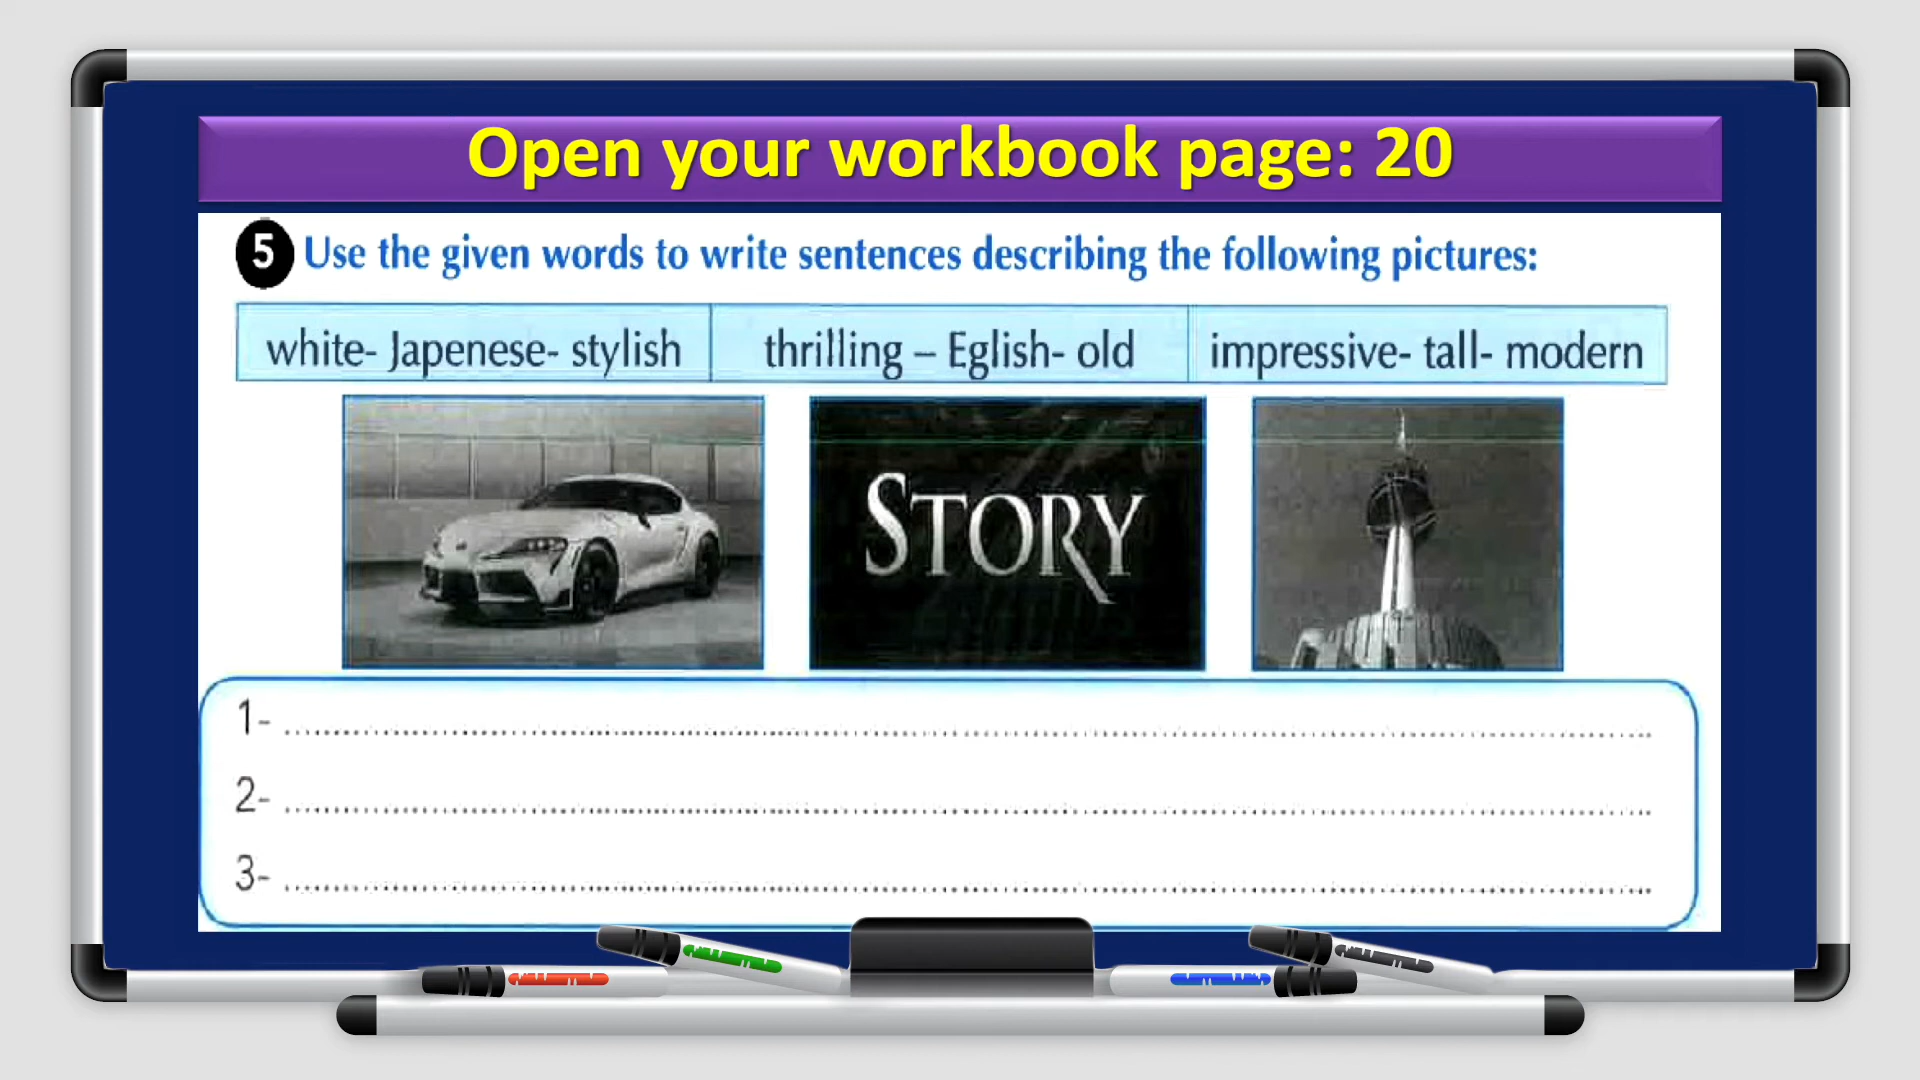 Open your workbook page: 20
5 Use the given words to write sentences describing the following pictures:
white- Japenese- stylish
thrilling – Eglish- old
impressive- tall- modern
STORY
1- ........................................
2- ........................................
3- ........................................